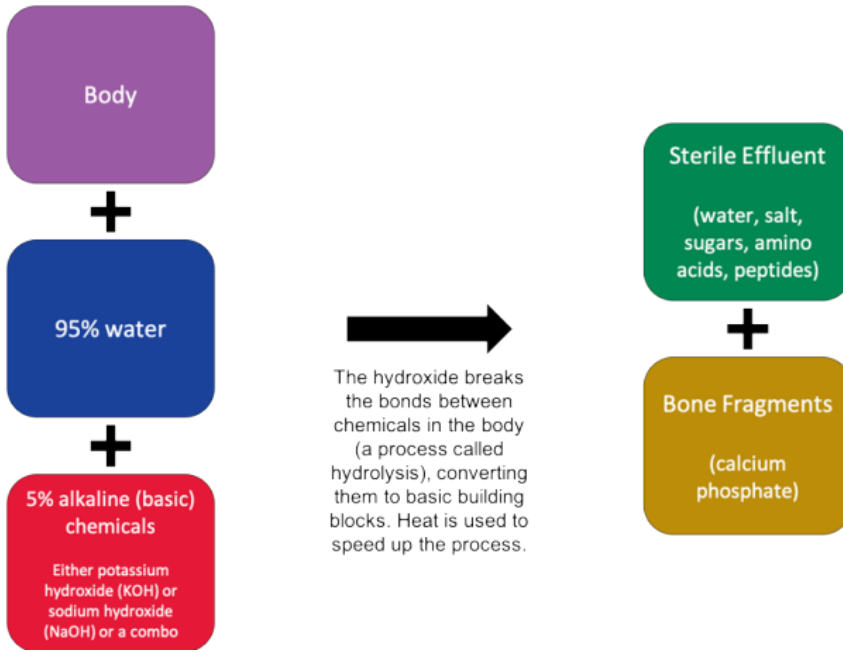 Body
+
95% water
+
5% alkaline (basic)
chemicals
Either potassium
hydroxide (KOH) or
sodium hydroxide
(NaOH) or a combo
The hydroxide breaks
the bonds between
chemicals in the body
(a process called
hydrolysis), converting
them to basic building
blocks. Heat is used to
speed up the process.
Sterile Effluent
(water, salt,
sugars, amino
acids, peptides)
+
Bone Fragments
(calcium
phosphate)